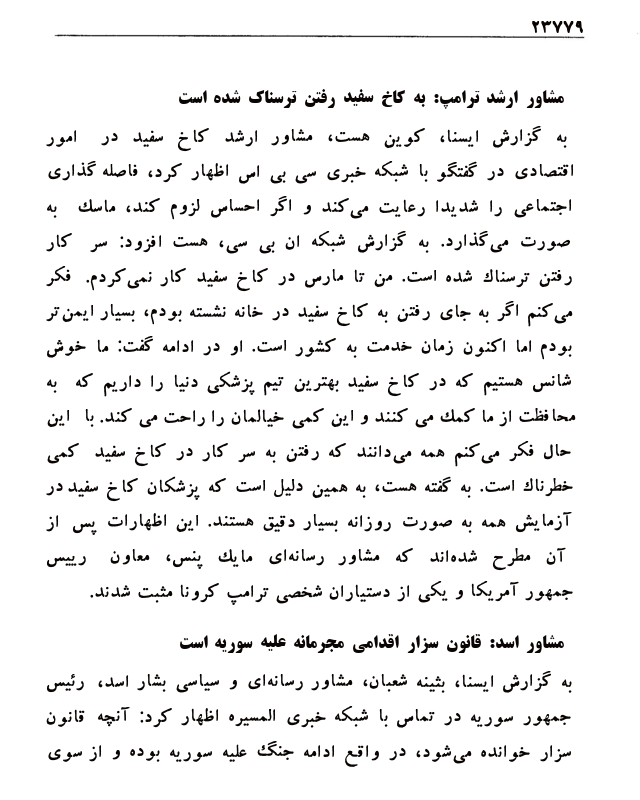 ۲۳۷۷۹
مشاور ارشد ترامپ: به کاخ سفید رفتن ترسناک شده است
به گزارش ایسنا، کوین هست، مشاور ارشد کاخ سفید در امور
اقتصادی در گفتگو با شبکه خبری سی بی اس اظهار کرد، فاصله گذاری
اجتماعی را شدیدا رعایت می‌کند و اگر احساس لزوم کند، ماسک به
صورت می‌گذارد. به گزارش شبکه ان بی سی، هست افزود: سر کار
رفتن ترسناک شده است. من تا مارس در کاخ سفید کار نمی‌کردم. فکر
می‌کنم اگر به جای رفتن به کاخ سفید در خانه نشسته بودم، بسیار ایمن‌تر
بودم اما اکنون زمان خدمت به کشور است. او در ادامه گفت: ما خوش
شانس هستیم که در کاخ سفید بهترین تیم پزشکی دنیا را داریم که به
محافظت از ما کمک می کنند و این کمی خیالمان را راحت می کند. با این
حال فکر می‌کنم همه می‌دانند که رفتن به سر کار در کاخ سفید کمی
خطرناک است. به گفته هست، به همین دلیل است که پزشکان کاخ سفید در
آزمایش همه به صورت روزانه بسیار دقیق هستند. این اظهارات پس از
آن مطرح شده‌اند که مشاور رسانه‌ای مایک پنس، معاون رییس
جمهور آمریکا و یکی از دستیاران شخصی ترامپ کرونا مثبت شدند.
مشاور اسد: قانون سزار اقدامی مجرمانه علیه سوریه است
به گزارش ایسنا، بثینه شعبان، مشاور رسانه‌ای و سیاسی بشار اسد، رئیس
جمهور سوریه در تماس با شبکه خبری المسیره اظهار کرد: آنچه قانون
سزار خوانده می‌شود، در واقع ادامه جنگ علیه سوریه بوده و از سوی